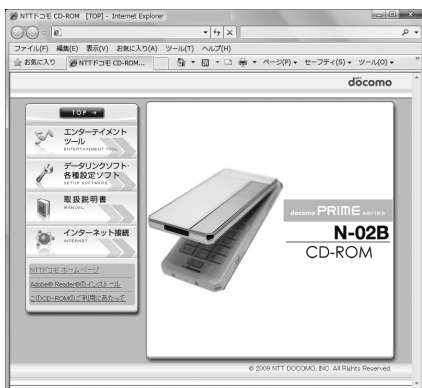 NTTドコモ CD-ROM [TOP] - Internet Explorer
ファイル(F) 編集(E) 表示(V) お気に入り(A) ツール(T) ヘルプ(H)
お気に入り NTTドコモ CD-ROM... ページ(P) セーフティ(S) ツール(O) »
döcomo
TOP →
エンターテイメント
ツール
ENTERTAINMENT TOOL
データリンクソフト・
各種設定ソフト
SETUP SOFTWARE
取扱説明書
MANUAL
インターネット接続
INTERNET
NTTドコモ ホームページ
Adobe® Reader®のインストール
このCD-ROMのご利用にあたって
docomo PRIME series
N-02B
CD-ROM
© 2009 NTT DOCOMO, INC. All Rights Reserved.